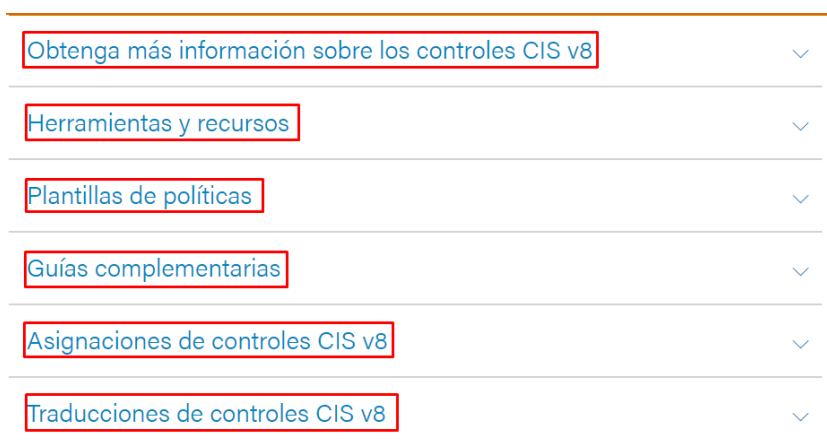 Obtenga más información sobre los controles CIS v8
Herramientas y recursos
Plantillas de políticas
Guías complementarias
Asignaciones de controles CIS v8
Traducciones de controles CIS v8